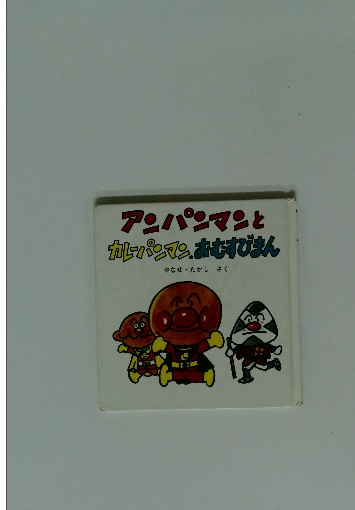 アンパンマンと
カレーパンマン、おむすびまん
やなせ・たかし さく